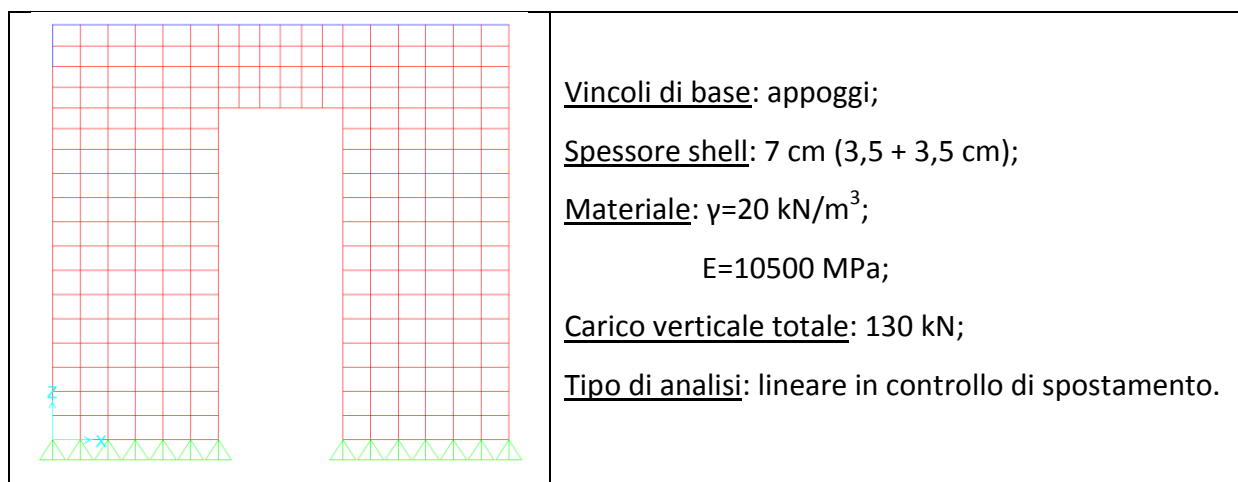 Z
X
Vincoli di base: appoggi;
Spessore shell: 7 cm (3,5 + 3,5 cm);
Materiale: γ=20 kN/m³;
E=10500 MPa;
Carico verticale totale: 130 kN;
Tipo di analisi: lineare in controllo di spostamento.